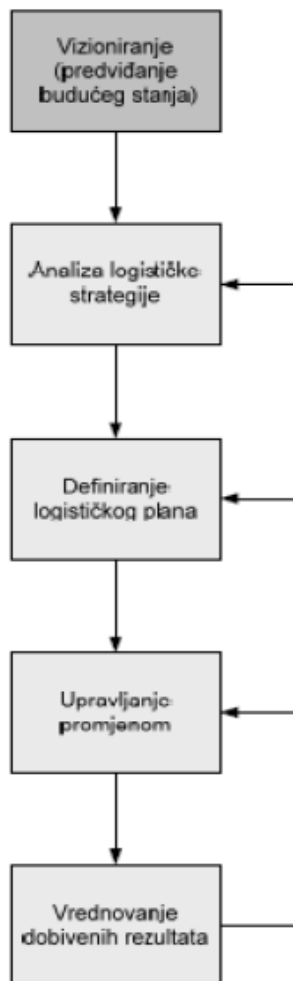 Vizioniranje
(predviđanje
budućeg stanja)
Analiza logističke
strategije
Definiranje
logističkog plana
Upravljanje
promjenom
Vrednovanje
dobivenih rezultata